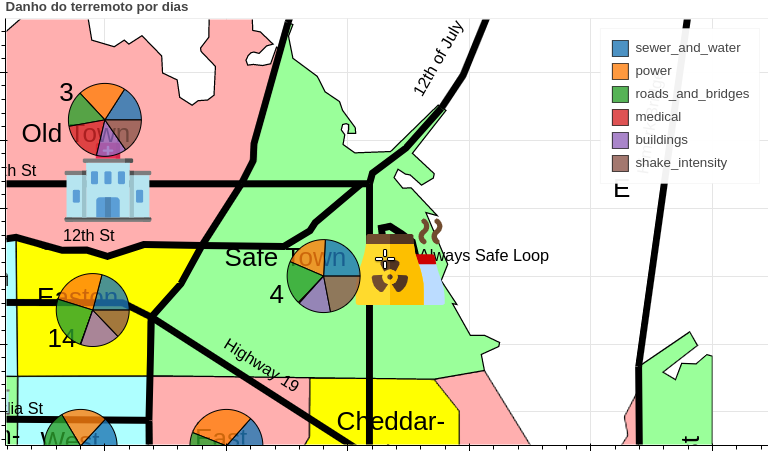 Danho do terremoto por dias
12th of July
sewer_and_water
power
roads_and_bridges
medical
buildings
shake_intensity
3
Old Town
h St
E
12th St
Safe Town
Always Safe Loop
4
Easton
14
Highway 19
lia St
Cheddar-
West
East
n-
t